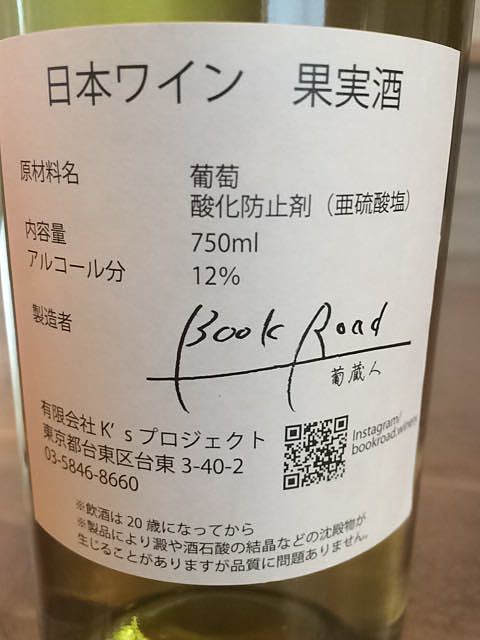 日本ワイン 果実酒
原材料名 葡萄
酸化防止剤（亜硫酸塩）
内容量 750ml
アルコール分 12%
製造者 Book Road
葡蔵人
有限会社 K's プロジェクト
東京都台東区台東 3-40-2
03-5846-8660
Instagram/
bookroad.winery
※飲酒は 20 歳になってから
※製品により澱や酒石酸の結晶などの沈殿物が
生じることがありますが品質に問題ありません。